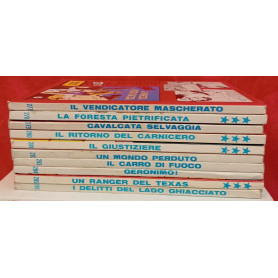 IL VENDICATORE MASCHERATO
LA FORESTA PIETRIFICATA
CAVALCATA SELVAGGIA
IL RITORNO DEL CARNICERO
IL GIUSTIZIERE
UN MONDO PERDUTO
IL CARRO DI FUOCO
GERONIMO!
UN RANGER DEL TEXAS
I DELITTI DEL LAGO GHIACCIATO